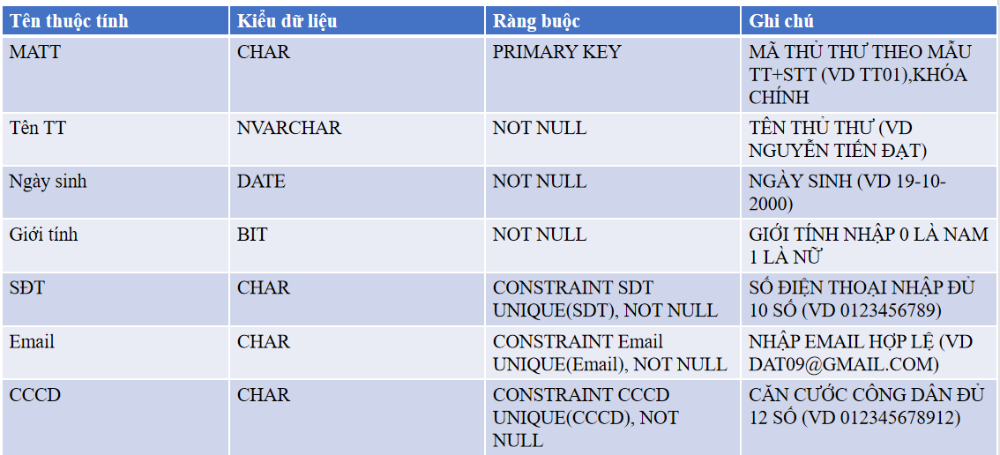 Tên thuộc tính Kiểu dữ liệu Ràng buộc Ghi chú
MATT CHAR PRIMARY KEY MÃ THỦ THƯ THEO MẪU
TT+STT (VD TT01),KHÓA
CHÍNH
Tên TT NVARCHAR NOT NULL TÊN THỦ THƯ (VD
NGUYỄN TIẾN ĐẠT)
Ngày sinh DATE NOT NULL NGÀY SINH (VD 19-10-
2000)
Giới tính BIT NOT NULL GIỚI TÍNH NHẬP 0 LÀ NAM
1 LÀ NỮ
SĐT CHAR CONSTRAINT SDT
UNIQUE(SDT), NOT NULL
SỐ ĐIỆN THOẠI NHẬP ĐỦ
10 SỐ (VD 0123456789)
Email CHAR CONSTRAINT Email
UNIQUE(Email), NOT NULL
NHẬP EMAIL HỢP LỆ (VD
DAT09@GMAIL.COM)
CCCD CHAR CONSTRAINT CCCD
UNIQUE(CCCD), NOT
NULL
CĂN CƯỚC CÔNG DÂN ĐỦ
12 SỐ (VD 012345678912)